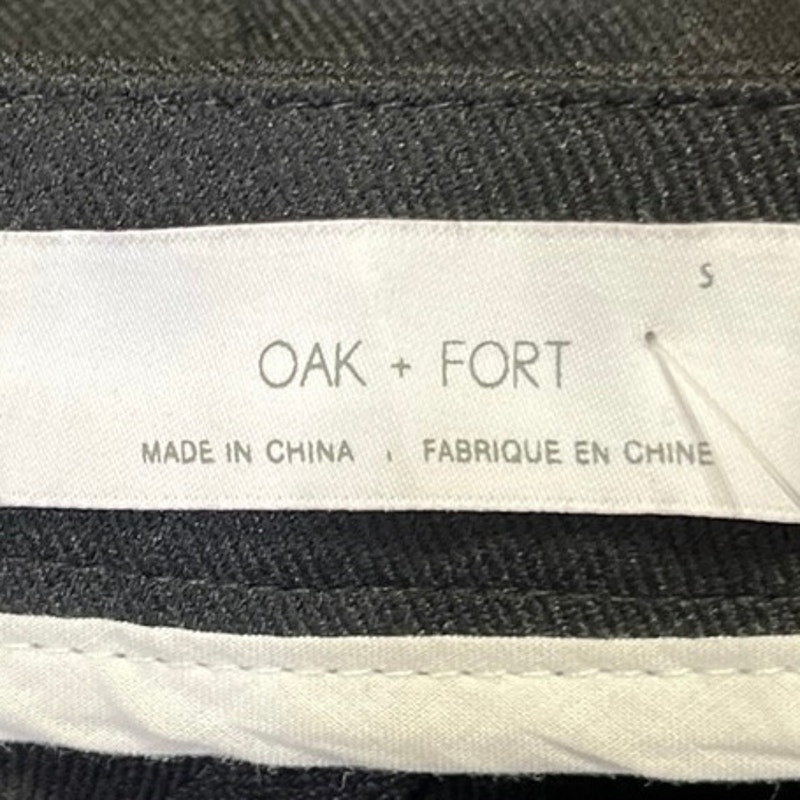 S
OAK + FORT
MADE IN CHINA , FABRIQUE EN CHINE